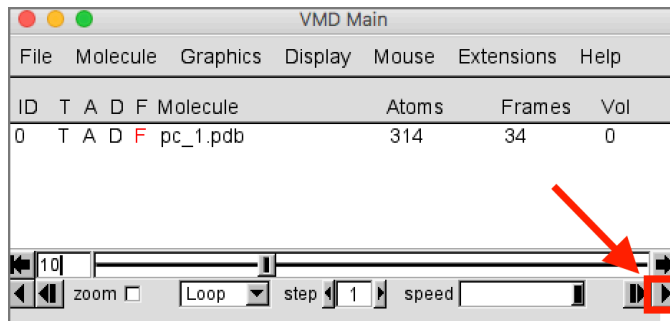 VMD Main
File Molecule Graphics Display Mouse Extensions Help
ID T A D F Molecule Atoms Frames Vol
0 T A D F pc_1.pdb 314 34 0
10
zoom Loop step 1 speed